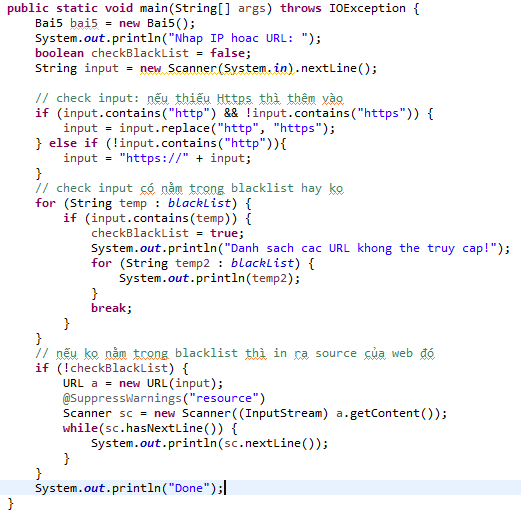 public static void main(String[] args) throws IOException {
    Bai5 bai5 = new Bai5();
    System.out.println("Nhap IP hoac URL: ");
    boolean checkBlackList = false;
    String input = new Scanner(System.in).nextLine();

    // check input: nếu thiếu Https thì thêm vào
    if (input.contains("http") && !input.contains("https")) {
        input = input.replace("http", "https");
    } else if (!input.contains("http")){
        input = "https://" + input;
    }
    // check input có nằm trong blacklist hay ko
    for (String temp : blackList) {
        if (input.contains(temp)) {
            checkBlackList = true;
            System.out.println("Danh sach cac URL khong the truy cap!");
            for (String temp2 : blackList) {
                System.out.println(temp2);
            }
            break;
        }
    }
    // nếu ko nằm trong blacklist thì in ra source của web đó
    if (!checkBlackList) {
        URL a = new URL(input);
        @SuppressWarnings("resource")
        Scanner sc = new Scanner((InputStream) a.getContent());
        while(sc.hasNextLine()) {
            System.out.println(sc.nextLine());
        }
    }
    System.out.println("Done");
}